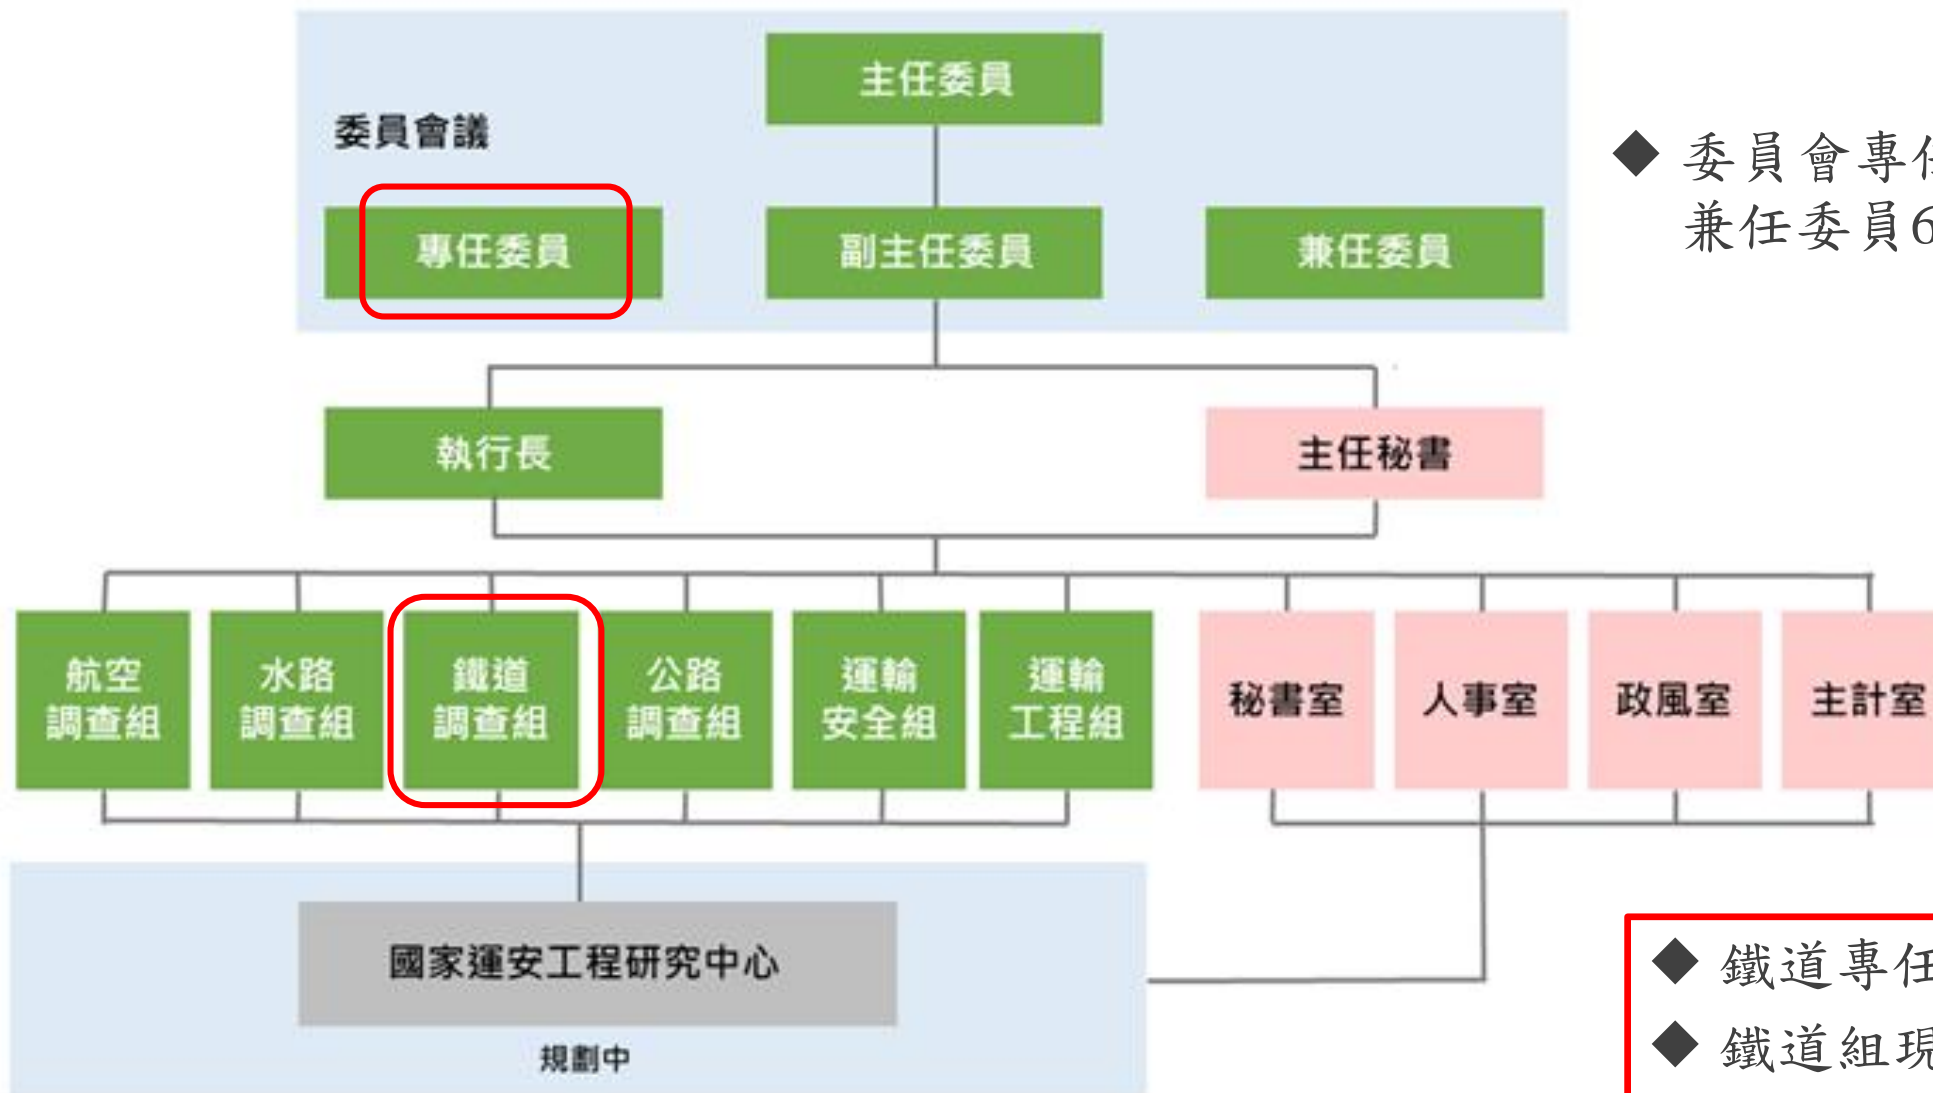 主任委員
委員會議
專任委員
副主任委員
兼任委員
◆ 委員會專任
兼任委員6
執行長
主任秘書
航空
調查組
水路
調查組
鐵道
調查組
公路
調查組
運輸
安全組
運輸
工程組
秘書室
人事室
政風室
主計室
國家運安工程研究中心
規劃中
◆ 鐵道專任
◆ 鐵道組現